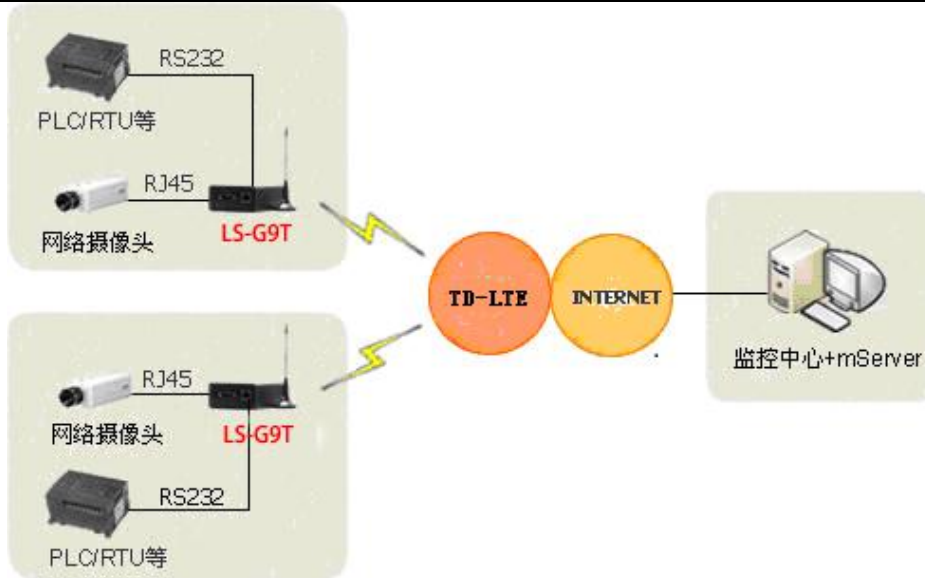 RS232
PLC/RTU等
RJ45
网络摄像头
LS-G9T
TD-LTE
INTERNET
监控中心+mServer
RJ45
网络摄像头
LS-G9T
RS232
PLC/RTU等